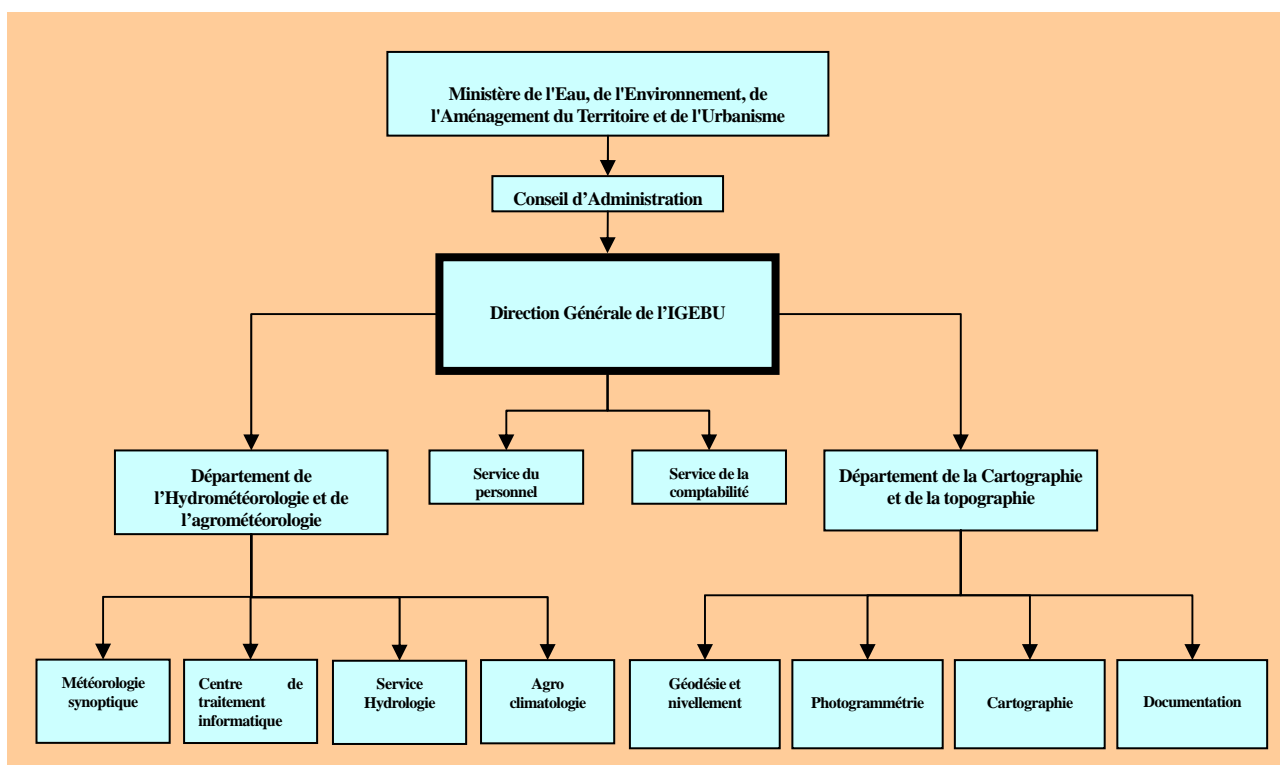 Ministère de l'Eau, de l'Environnement, de
l'Aménagement du Territoire et de l'Urbanisme
Conseil d'Administration
Direction Générale de l'IGEBU
Département de
l'Hydrométéorologie et de
l'agrométéorologie
Service du
personnel
Service de la
comptabilité
Département de la Cartographie
et de la topographie
Météorologie
synoptique
Centre de
traitement
informatique
Service
Hydrologie
Agro
climatologie
Géodésie et
nivellement
Photogrammétrie
Cartographie
Documentation